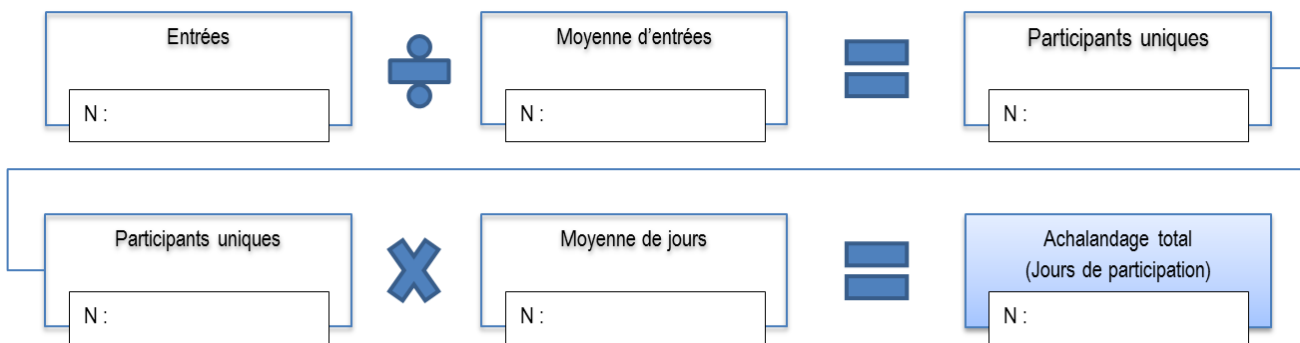 Entrées
Moyenne d'entrées
Participants uniques
N :
N :
N :
Participants uniques
Moyenne de jours
Achalandage total
(Jours de participation)
N :
N :
N :